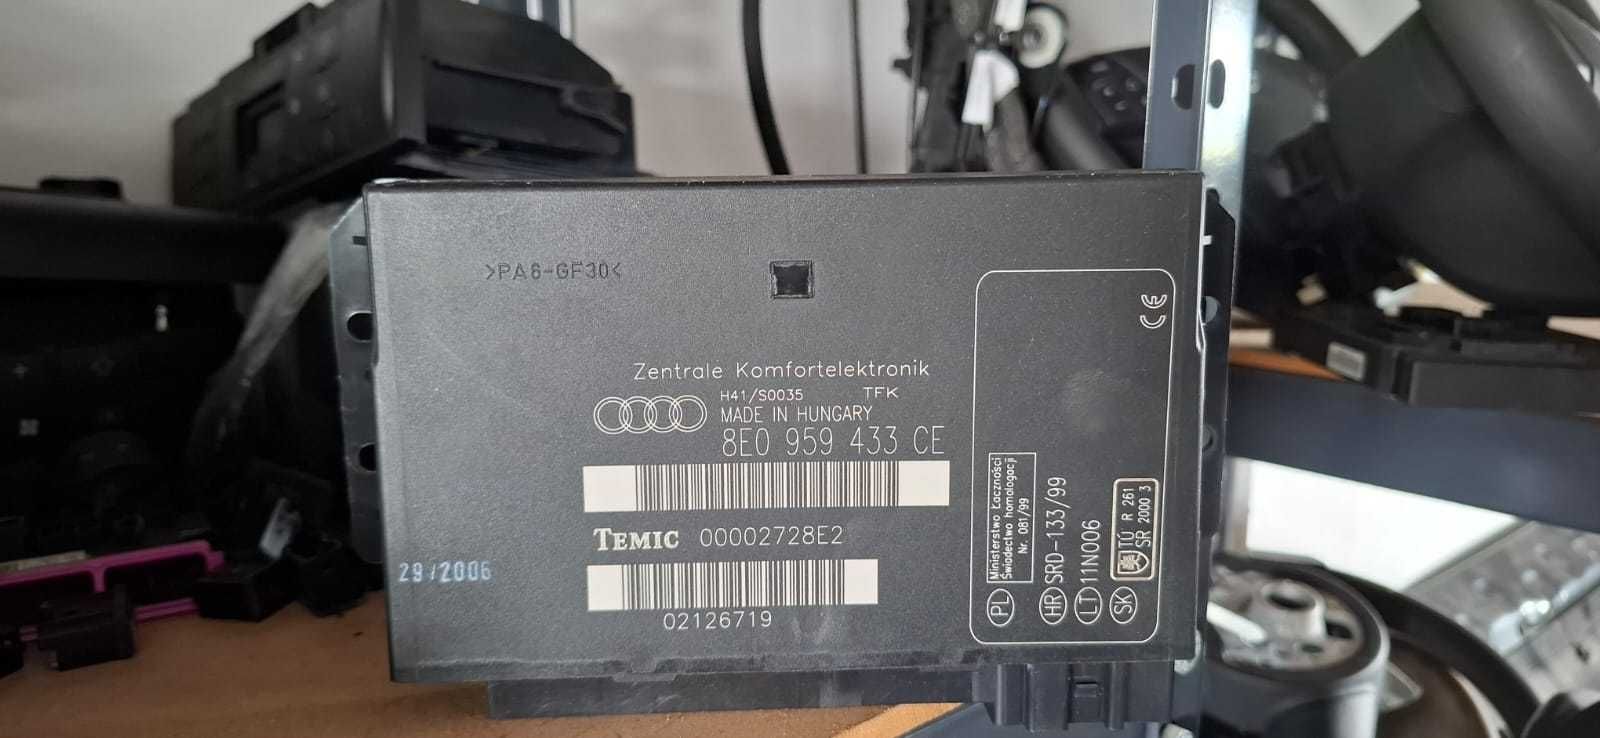 >PA6-GF30<
Zentrale Komfortelektronik
H41/S0035 TFK
MADE IN HUNGARY
8E0 959 433 CE
TEMIC 00002728E2
02126719
29/2006
CE
PL Ministerstwo Łączności
Świadectwo homologacji
Nr. 081/99
HR SRD-133/99
LT 11N006
SK TÚ R 261
SR 2000 3